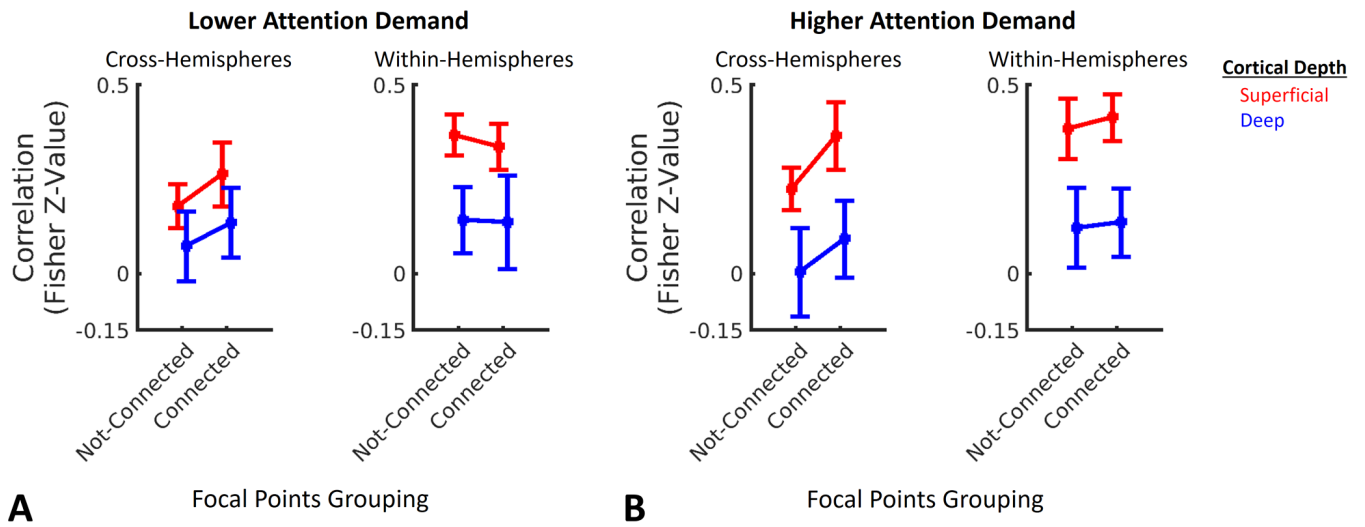 Lower Attention Demand
Higher Attention Demand
Cross-Hemispheres
Within-Hemispheres
Cross-Hemispheres
Within-Hemispheres
Cortical Depth
Superficial
Deep
Correlation
(Fisher Z-Value)
0.5
0
-0.15
Not-Connected
Connected
0.5
0
-0.15
Not-Connected
Connected
Correlation
(Fisher Z-Value)
0.5
0
-0.15
Not-Connected
Connected
0.5
0
-0.15
Not-Connected
Connected
A
Focal Points Grouping
B
Focal Points Grouping